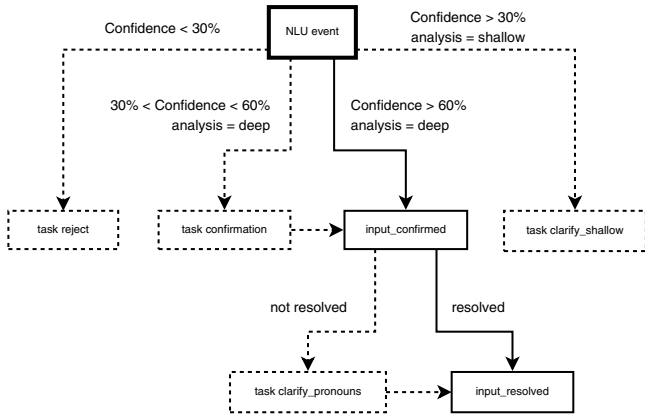 NLU event
Confidence < 30%
Confidence > 30%
analysis = shallow
30% < Confidence < 60%
analysis = deep
Confidence > 60%
analysis = deep
task reject
task confirmation
input_confirmed
task clarify_shallow
not resolved
resolved
task clarify_pronouns
input_resolved